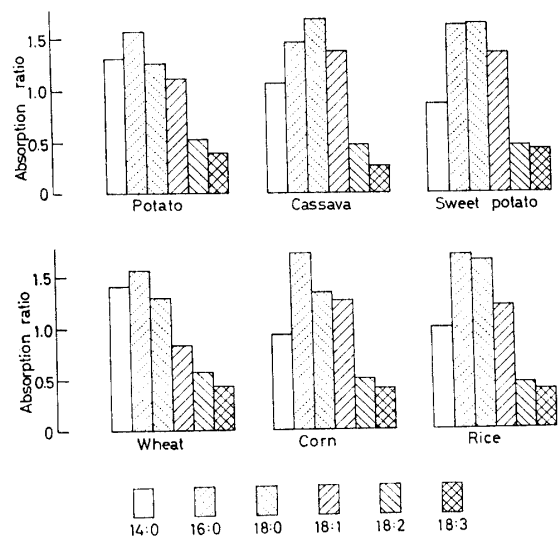 Absorption ratio
1.5
1.0
0.5
0
Potato
Cassava
Sweet potato
Absorption ratio
1.5
1.0
0.5
0
Wheat
Corn
Rice
14:0 16:0 18:0 18:1 18:2 18:3